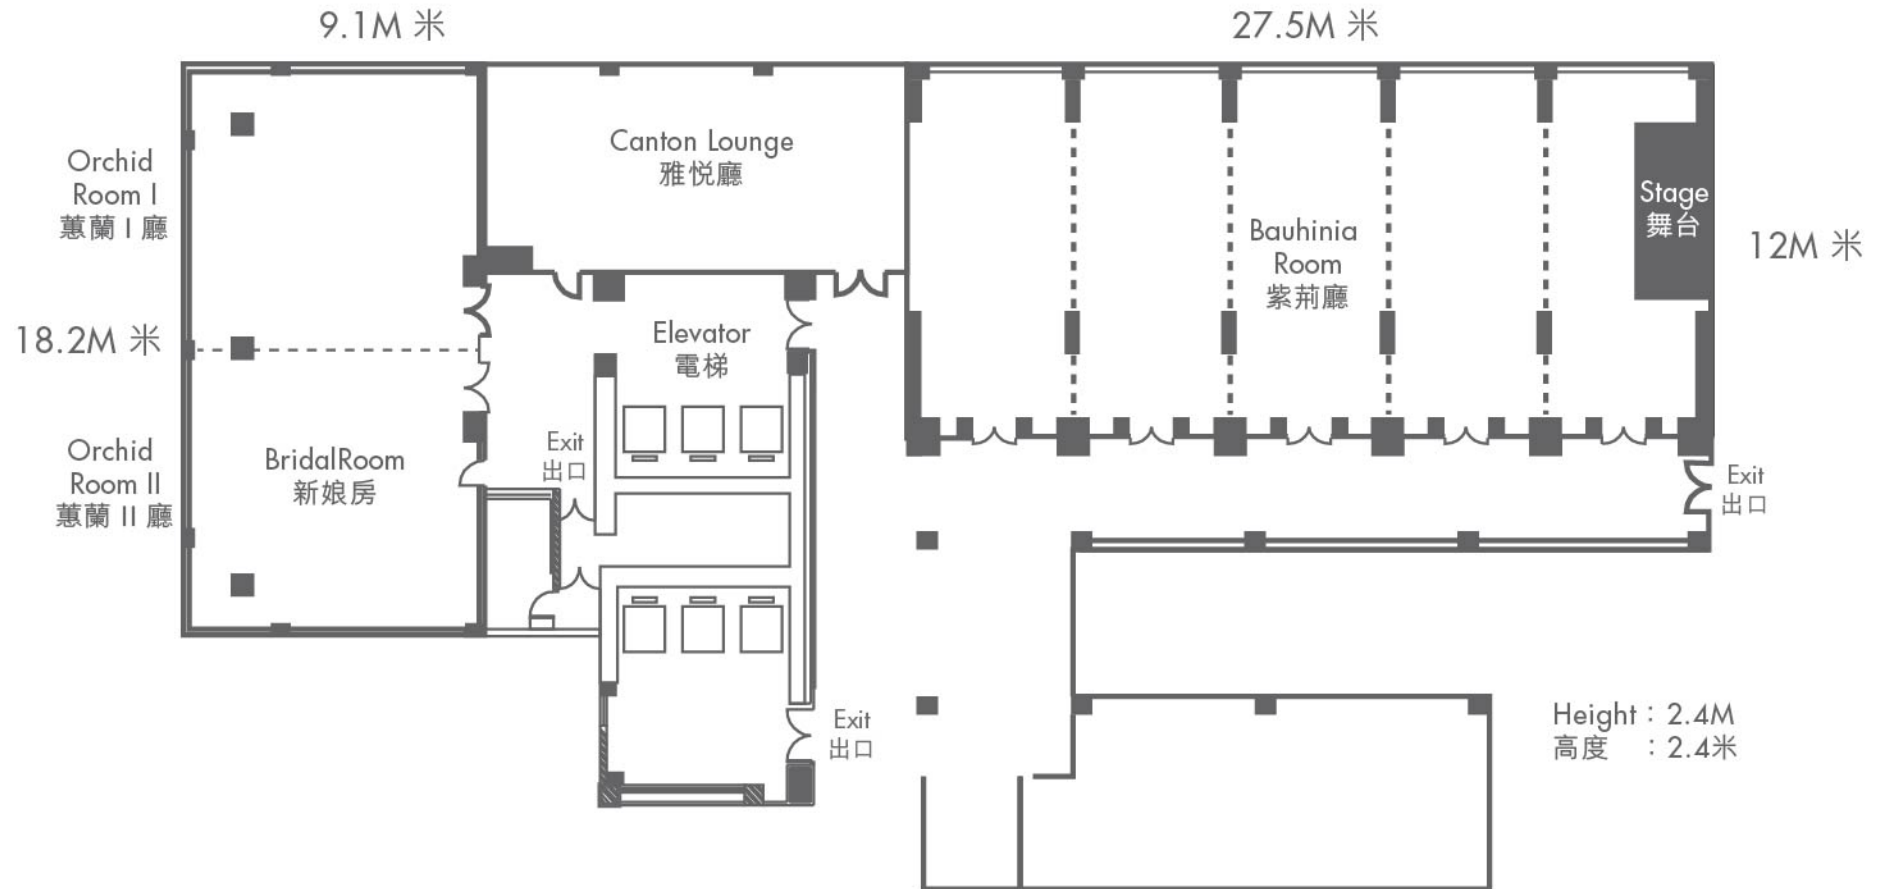 9.1M 米
27.5M 米
Canton Lounge
雅悦廳
Orchid
Room I
蕙蘭 I 廳
Stage
舞台
Bauhinia
Room
紫荊廳
12M 米
18.2M 米
Elevator
電梯
Orchid
Room II
蕙蘭 II 廳
BridalRoom
新娘房
Exit
出口
Exit
出口
Exit
出口
Height : 2.4M
高度 : 2.4米